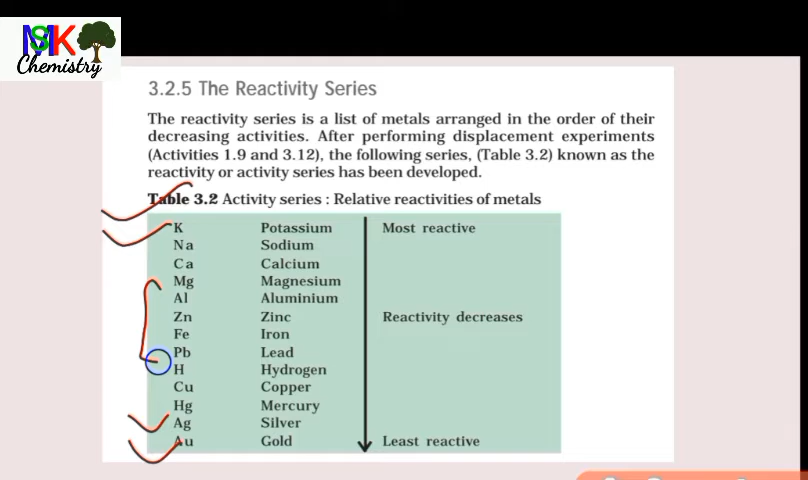 MSK
Chemistry
3.2.5 The Reactivity Series
The reactivity series is a list of metals arranged in the order of their
decreasing activities. After performing displacement experiments
(Activities 1.9 and 3.12), the following series, (Table 3.2) known as the
reactivity or activity series has been developed.
Table 3.2 Activity series : Relative reactivities of metals
K Potassium Most reactive
Na Sodium
Ca Calcium
Mg Magnesium
Al Aluminium
Zn Zinc Reactivity decreases
Fe Iron
Pb Lead
H Hydrogen
Cu Copper
Hg Mercury
Ag Silver
Au Gold Least reactive